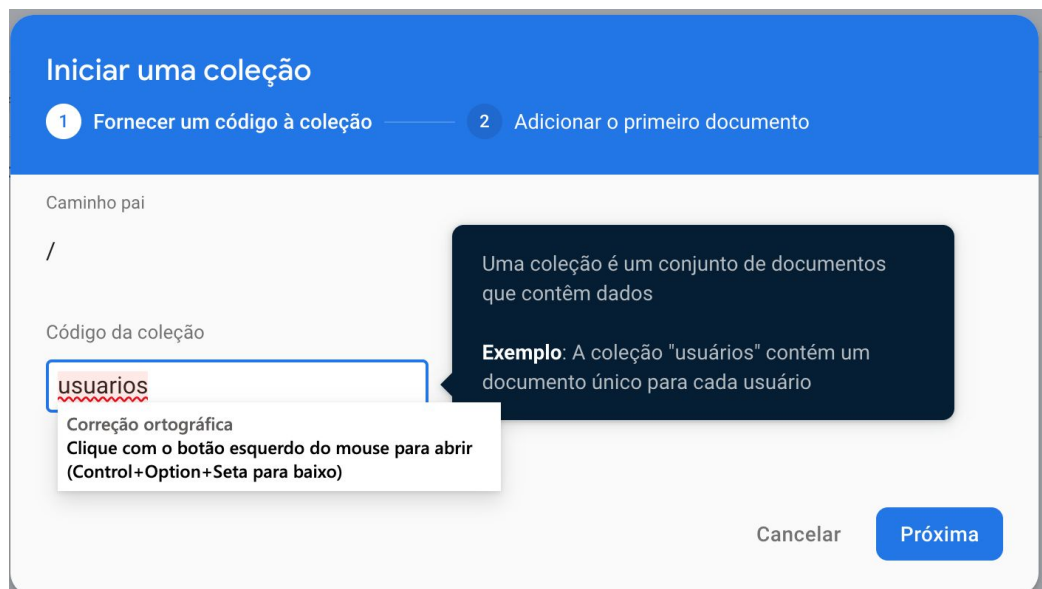 Iniciar uma coleção
1 Fornecer um código à coleção 2 Adicionar o primeiro documento
Caminho pai
/
Uma coleção é um conjunto de documentos
que contêm dados
Exemplo: A coleção "usuários" contém um
documento único para cada usuário
Código da coleção
usuarios
Correção ortográfica
Clique com o botão esquerdo do mouse para abrir
(Control+Option+Seta para baixo)
Cancelar Próxima